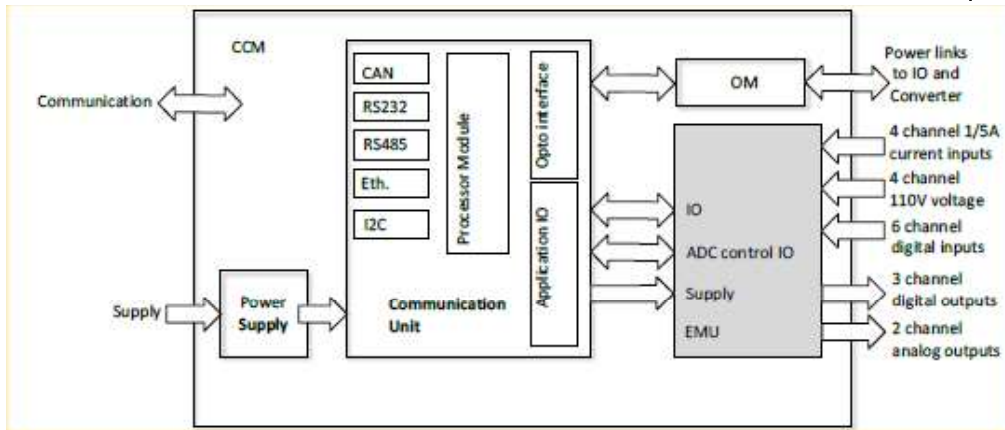 CCM
Communication
CAN
RS232
RS485
Eth.
I2C
Processor Module
Opto interface
Application IO
Communication
Unit
Supply
Power
Supply
OM
IO
ADC control IO
Supply
EMU
Power links
to IO and
Converter
4 channel 1/5A
current inputs
4 channel
110V voltage
6 channel
digital inputs
3 channel
digital outputs
2 channel
analog outputs